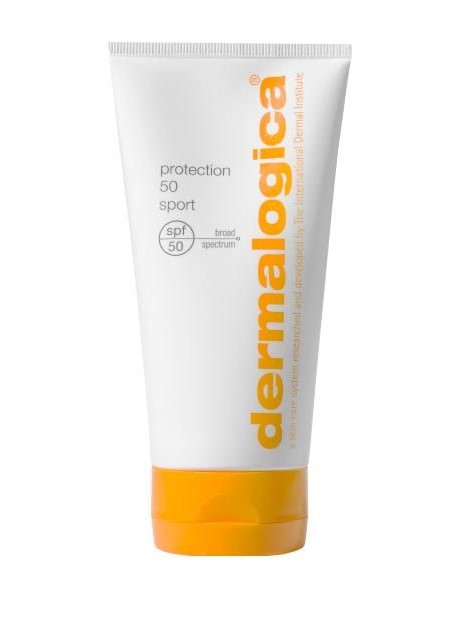 protection
50
sport
spf
50
broad
spectrum
dermalogica®
a skin care system researched and developed by The International Dermal Institute